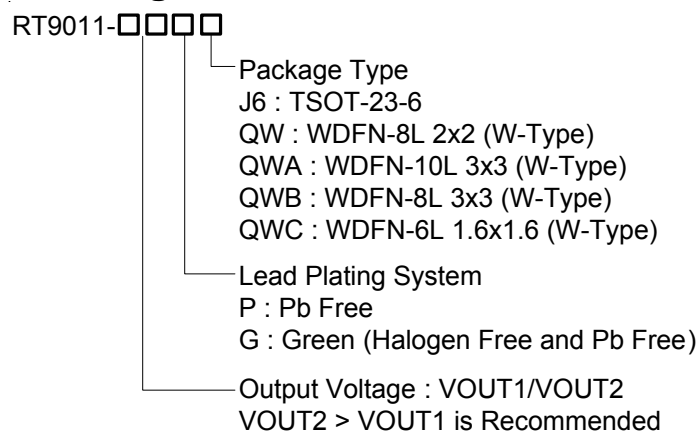 RT9011-□□□□
Package Type
J6 : TSOT-23-6
QW : WDFN-8L 2x2 (W-Type)
QWA : WDFN-10L 3x3 (W-Type)
QWB : WDFN-8L 3x3 (W-Type)
QWC : WDFN-6L 1.6x1.6 (W-Type)
Lead Plating System
P : Pb Free
G : Green (Halogen Free and Pb Free)
Output Voltage : VOUT1/VOUT2
VOUT2 > VOUT1 is Recommended